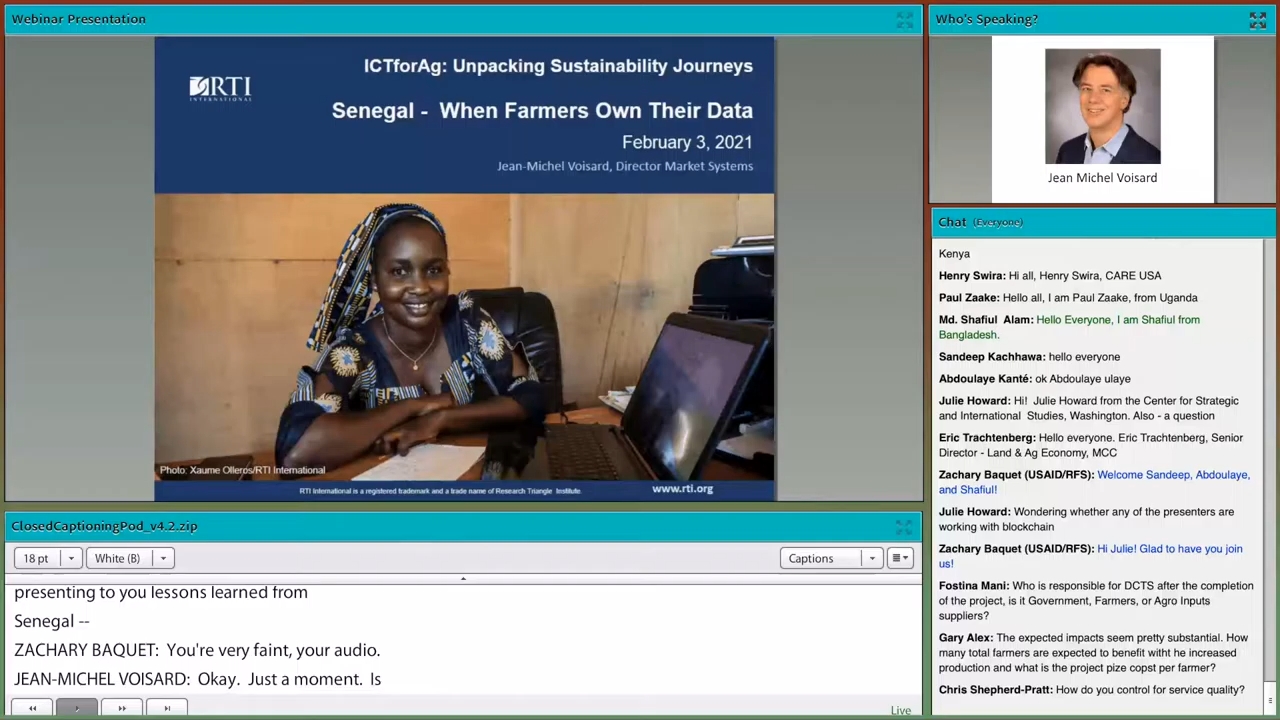 Webinar Presentation
RTI
INTERNATIONAL
ICTforAg: Unpacking Sustainability Journeys
Senegal - When Farmers Own Their Data
February 3, 2021
Jean-Michel Voisard, Director Market Systems
Photo: Xaume Olleros/RTI International
RTI International is a registered trademark and a trade name of Research Triangle Institute.
www.rti.org
ClosedCaptioningPod_v4.2.zip
18 pt
White (B)
Captions
presenting to you lessons learned from
Senegal --
ZACHARY BAQUET: You're very faint, your audio.
JEAN-MICHEL VOISARD: Okay. Just a moment. Is
Live
Who's Speaking?
Jean Michel Voisard
Chat (Everyone)
Kenya
Henry Swira: Hi all, Henry Swira, CARE USA
Paul Zaake: Hello all, I am Paul Zaake, from Uganda
Md. Shafiul Alam: Hello Everyone, I am Shafiul from
Bangladesh.
Sandeep Kachhawa: hello everyone
Abdoulaye Kanté: ok Abdoulaye ulaye
Julie Howard: Hi! Julie Howard from the Center for Strategic
and International Studies, Washington. Also - a question
Eric Trachtenberg: Hello everyone. Eric Trachtenberg, Senior
Director - Land & Ag Economy, MCC
Zachary Baquet (USAID/RFS): Welcome Sandeep, Abdoulaye,
and Shafiul!
Julie Howard: Wondering whether any of the presenters are
working with blockchain
Zachary Baquet (USAID/RFS): Hi Julie! Glad to have you join
us!
Fostina Mani: Who is responsible for DCTS after the completion
of the project, is it Government, Farmers, or Agro Inputs
suppliers?
Gary Alex: The expected impacts seem pretty substantial. How
many total farmers are expected to benefit witht he increased
production and what is the project pize copst per farmer?
Chris Shepherd-Pratt: How do you control for service quality?